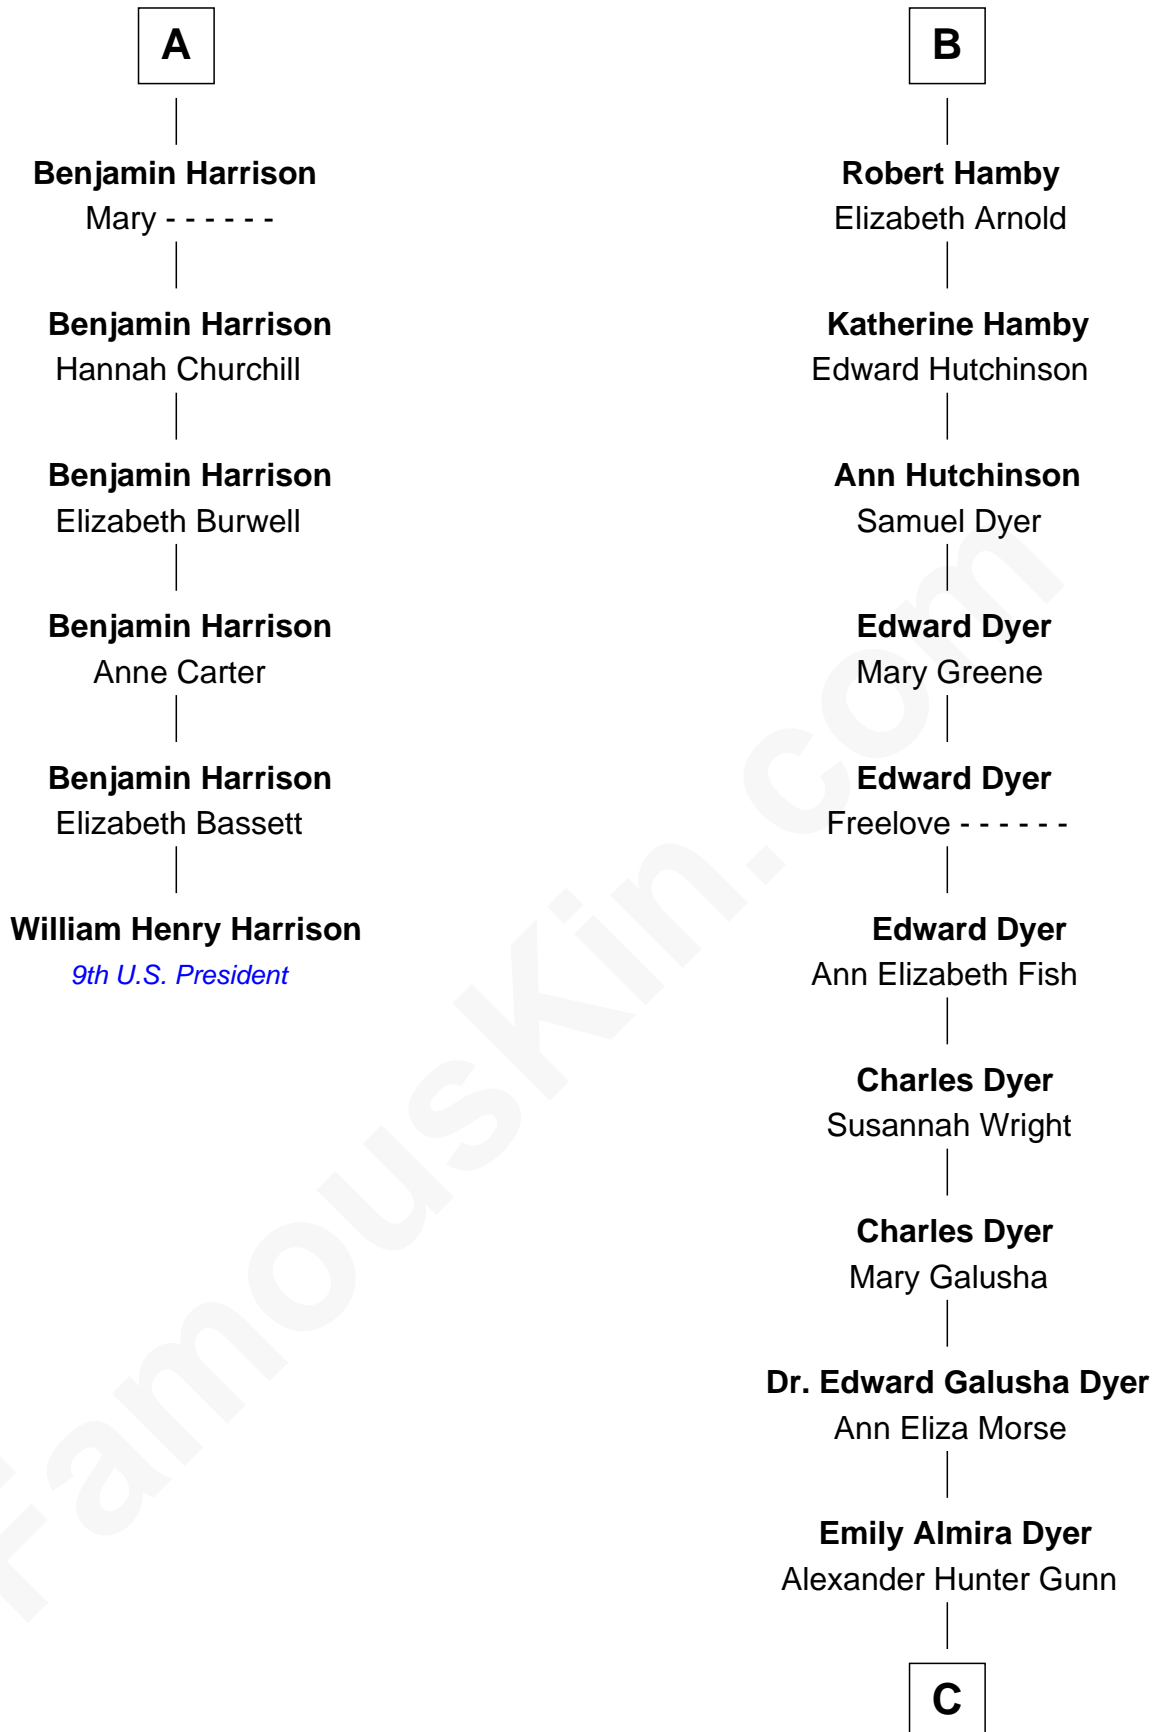 A
Benjamin Harrison
Mary - - - - - -
Benjamin Harrison
Hannah Churchill
Benjamin Harrison
Elizabeth Burwell
Benjamin Harrison
Anne Carter
Benjamin Harrison
Elizabeth Bassett
William Henry Harrison
9th U.S. President
B
Robert Hamby
Elizabeth Arnold
Katherine Hamby
Edward Hutchinson
Ann Hutchinson
Samuel Dyer
Edward Dyer
Mary Greene
Edward Dyer
Freelove - - - - - -
Edward Dyer
Ann Elizabeth Fish
Charles Dyer
Susannah Wright
Charles Dyer
Mary Galusha
Dr. Edward Galusha Dyer
Ann Eliza Morse
Emily Almira Dyer
Alexander Hunter Gunn
C
FamousKin.com